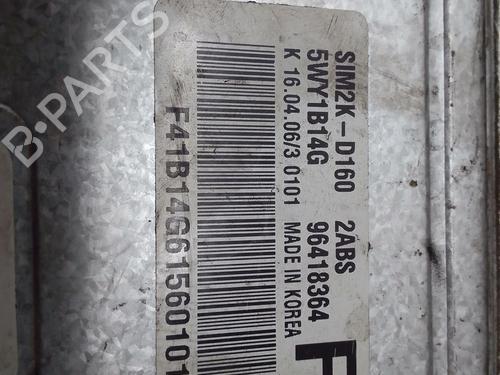 SIM2K-D160 2ABS
5WY1B14G 96418364
K 16.04.06/3 0101 MADE IN KOREA
F41B14G61560101
F
B-PARTS